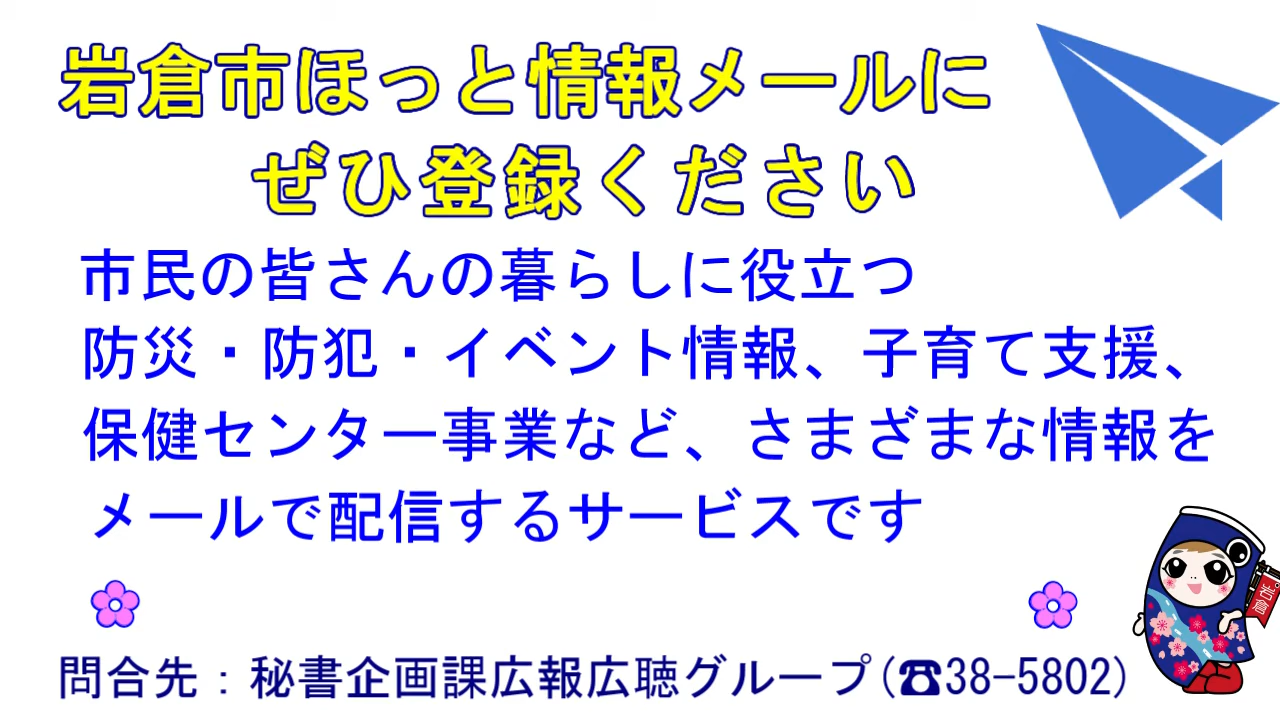 岩倉市ほっと情報メールに
ぜひ登録ください
市民の皆さんの暮らしに役立つ
防災・防犯・イベント情報、子育て支援、
保健センター事業など、さまざまな情報を
メールで配信するサービスです
岩倉
問合先：秘書企画課広報広聴グループ(☎38-5802)